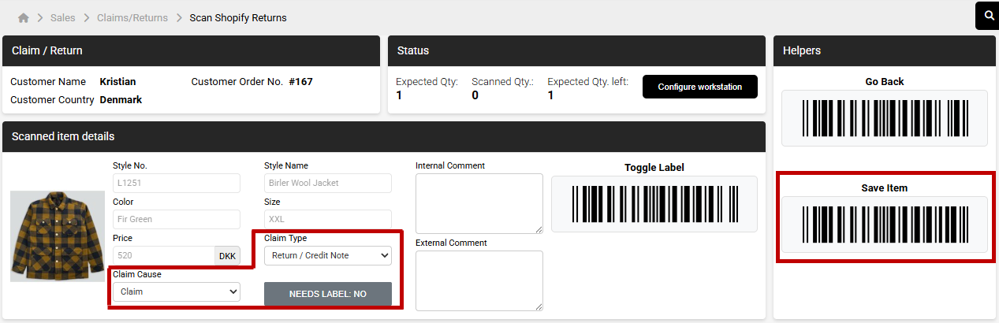 Sales > Claims/Returns > Scan Shopify Returns
Claim / Return
Customer Name Kristian Customer Order No. #167
Customer Country Denmark
Status
Expected Qty: Scanned Qty.: Expected Qty. left:
1 0 1
Configure workstation
Scanned item details
Style No. Style Name
L1251 Birler Wool Jacket
Color Size
Fir Green XXL
Price Claim Type
520 DKK Return / Credit Note
Claim Cause
Claim NEEDS LABEL: NO
Internal Comment
External Comment
Toggle Label
Helpers
Go Back
Save Item